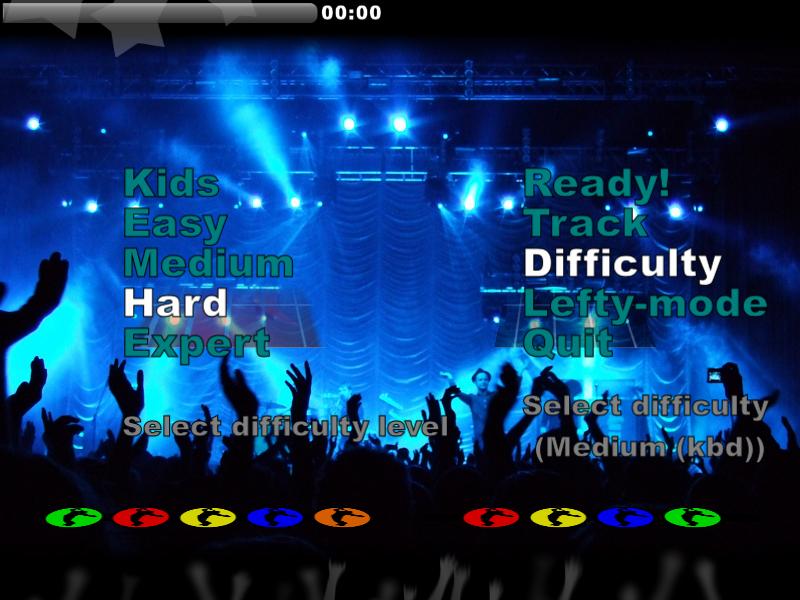 00:00
Kids
Easy
Medium
Hard
Expert
Select difficulty level
Ready!
Track
Difficulty
Lefty-mode
Quit
Select difficulty
(Medium (kbd))